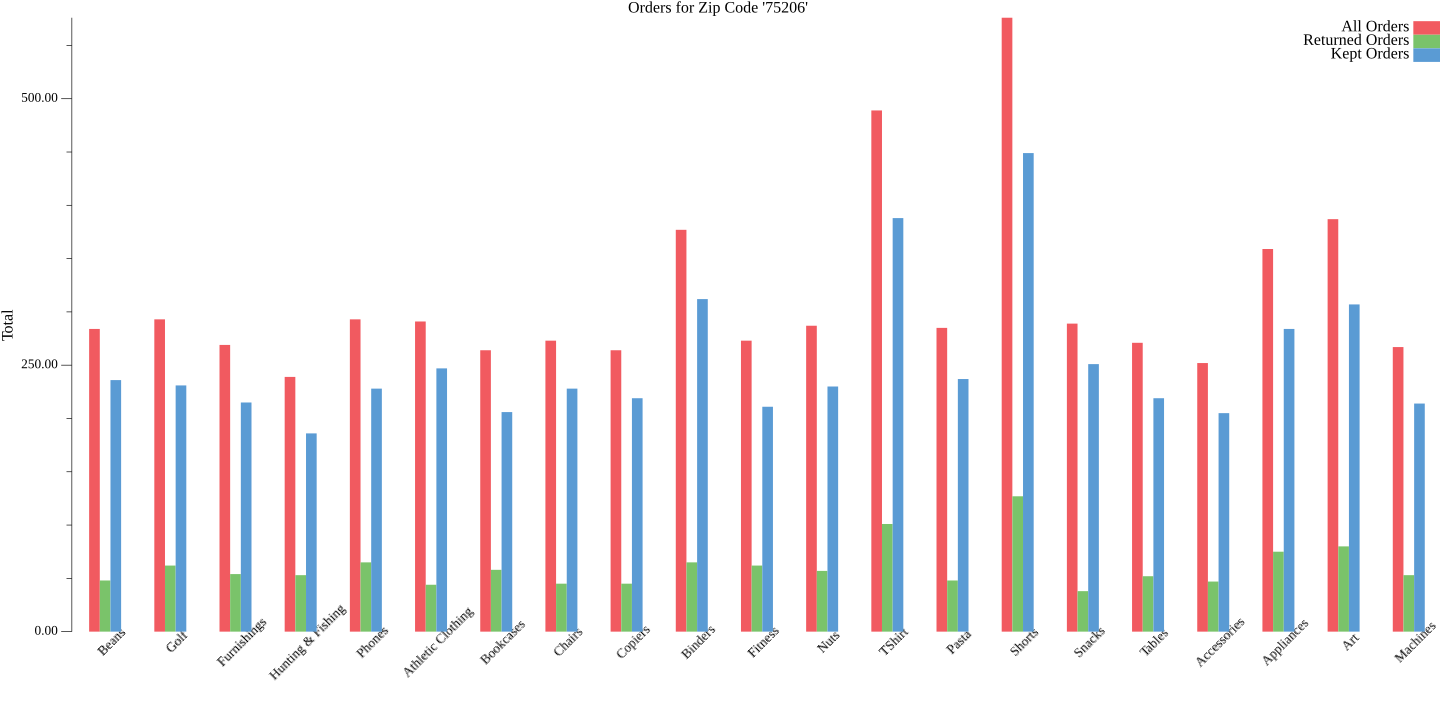 Orders for Zip Code '75206'
All Orders
Returned Orders
Kept Orders
500.00
250.00
0.00
Total
Beans
Golf
Furnishings
Hunting & Fishing
Phones
Athletic Clothing
Bookcases
Chairs
Copiers
Binders
Fitness
Nuts
TShirt
Pasta
Shorts
Snacks
Tables
Accessories
Appliances
Art
Machines